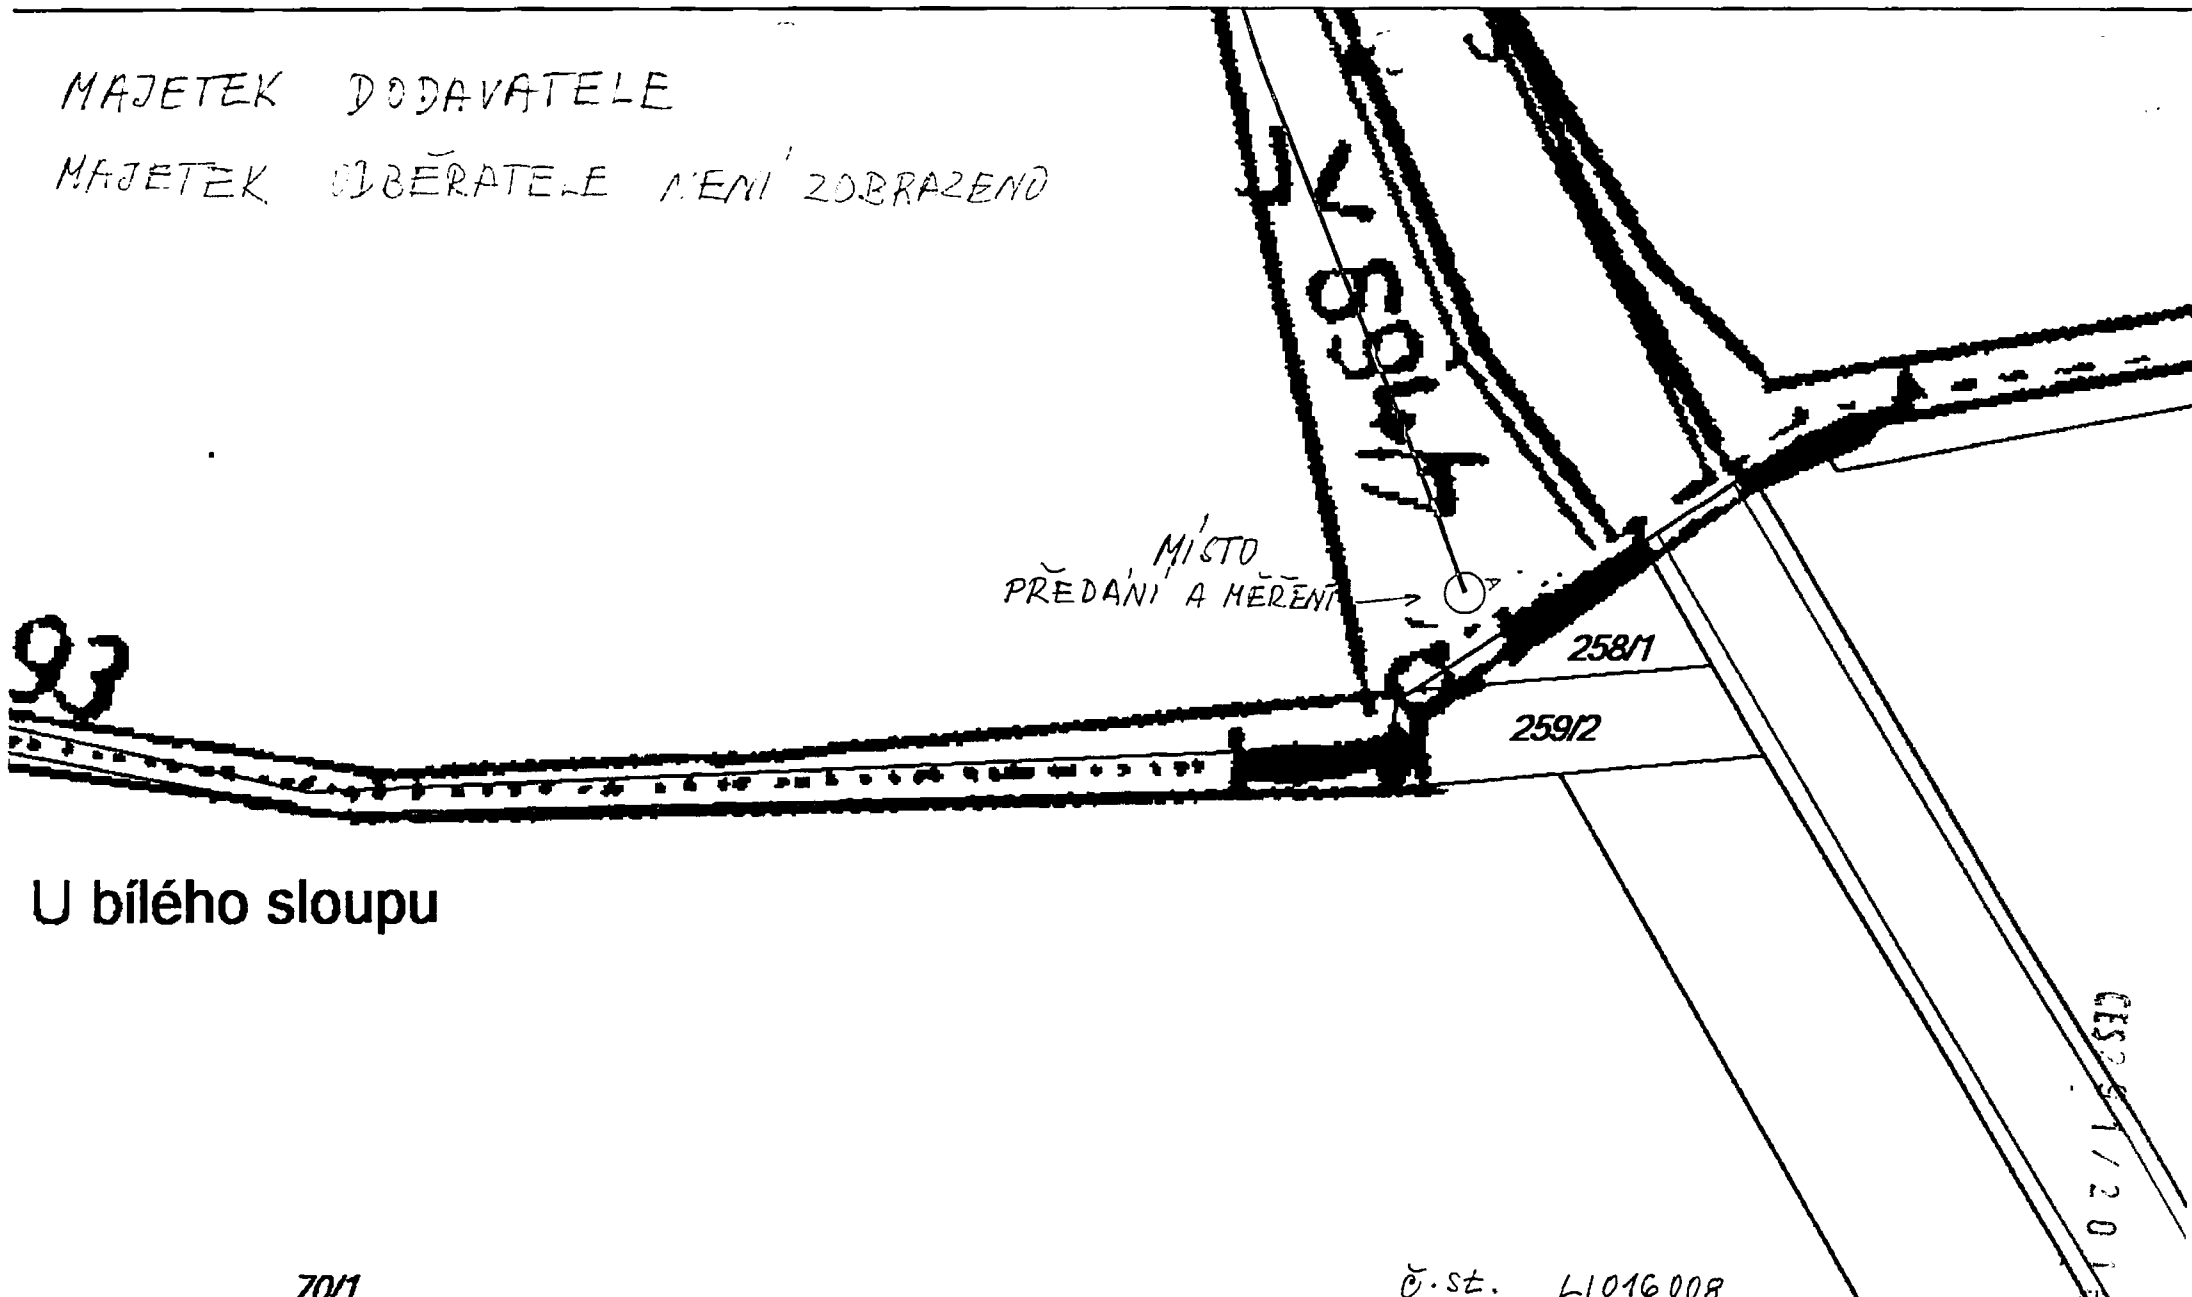 MAJETEK DODAVATELE
MAJETEK ODBĚRATELE NENÍ ZOBRAZENO
MÍSTO
PŘEDÁNÍ A MĚŘENÍ
93
258/1
259/2
U bílého sloupu
70/1
č.st. L1016008